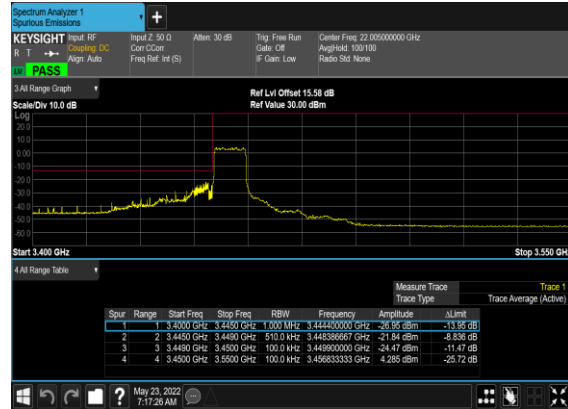 Spectrum Analyzer 1
Spurious Emissions
KEYSIGHT Input: RF Input Z: 50 Ω Atten: 30 dB Trig: Free Run Center Freq: 22.005000000 GHz
R T Coupling: DC Corr CCorr Gate: Off Avg|Hold: 100/100
Align: Auto Freq Ref: Int (S) IF Gain: Low Radio Std: None
PASS
3 All Range Graph
Ref Lvl Offset 15.58 dB
Scale/Div 10.0 dB Ref Value 30.00 dBm
Log
20.0
10.0
0.00
-10.0
-20.0
-30.0
-40.0
-50.0
-60.0
Start 3.400 GHz Stop 3.550 GHz
4 All Range Table
Measure Trace Trace 1
Trace Type Trace Average (Active)
Spur Range Start Freq Stop Freq RBW Frequency Amplitude ΔLimit
1 1 3.4000 GHz 3.4450 GHz 1.000 MHz 3.444400000 GHz -26.95 dBm -13.95 dB
2 2 3.4450 GHz 3.4490 GHz 510.0 kHz 3.448386667 GHz -21.84 dBm -8.836 dB
3 3 3.4490 GHz 3.4500 GHz 100.0 kHz 3.449900000 GHz -24.47 dBm -11.47 dB
4 4 3.4500 GHz 3.5500 GHz 100.0 kHz 3.456833333 GHz 4.285 dBm -25.72 dB
May 23, 2022
7:17:26 AM